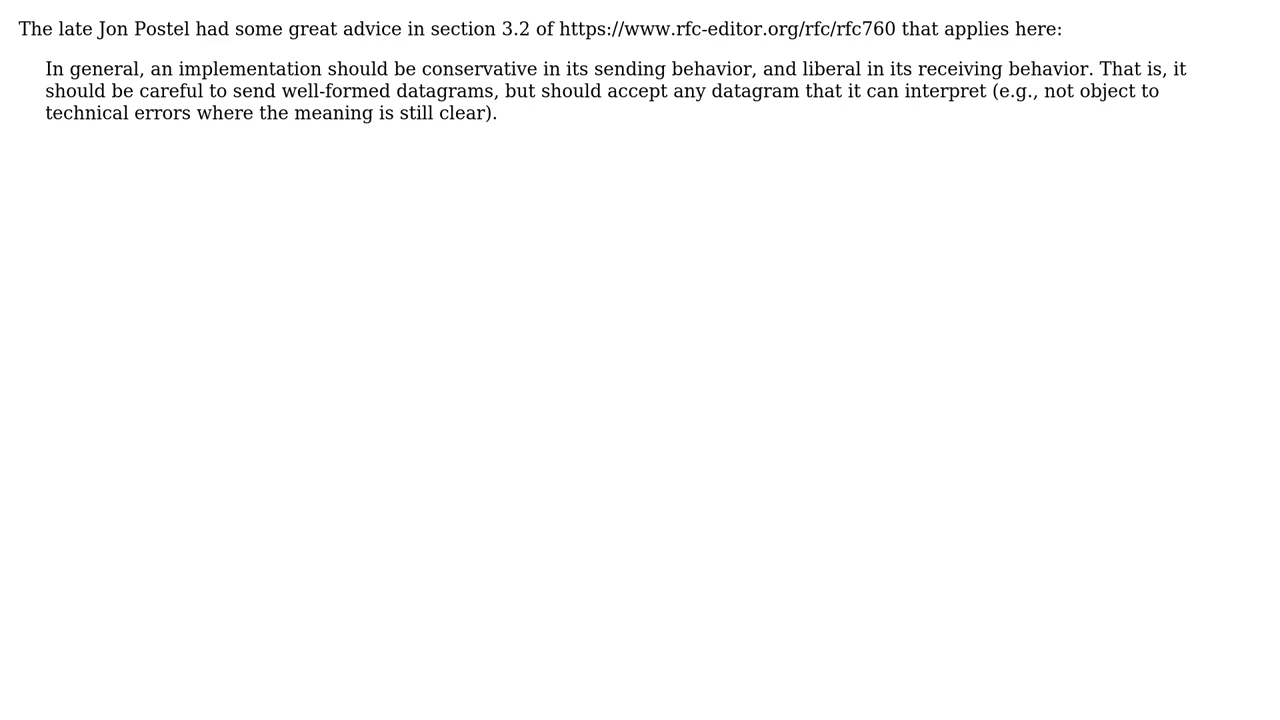 The late Jon Postel had some great advice in section 3.2 of https://www.rfc-editor.org/rfc/rfc760 that applies here:
In general, an implementation should be conservative in its sending behavior, and liberal in its receiving behavior. That is, it
should be careful to send well-formed datagrams, but should accept any datagram that it can interpret (e.g., not object to
technical errors where the meaning is still clear).